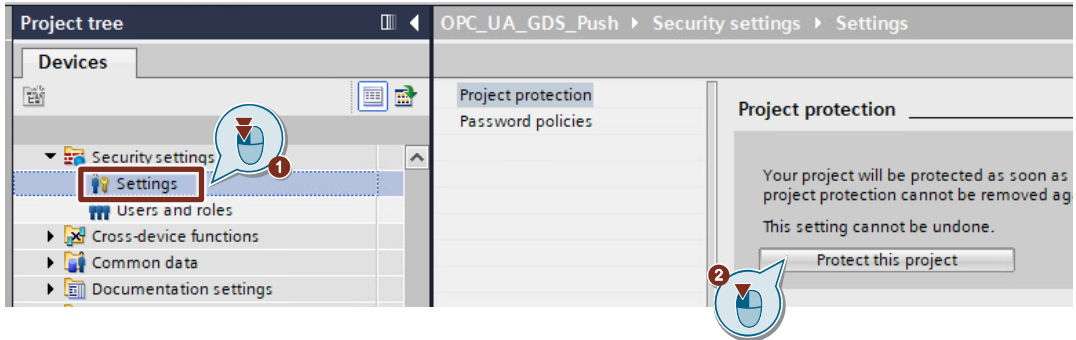 Project tree
OPC_UA_GDS_Push Security settings Settings
Devices
Project protection
Password policies
Project protection
Security settings
1
Settings
Users and roles
Cross-device functions
Common data
Documentation settings
Your project will be protected as soon as
project protection cannot be removed
This setting cannot be undone.
Protect this project
2